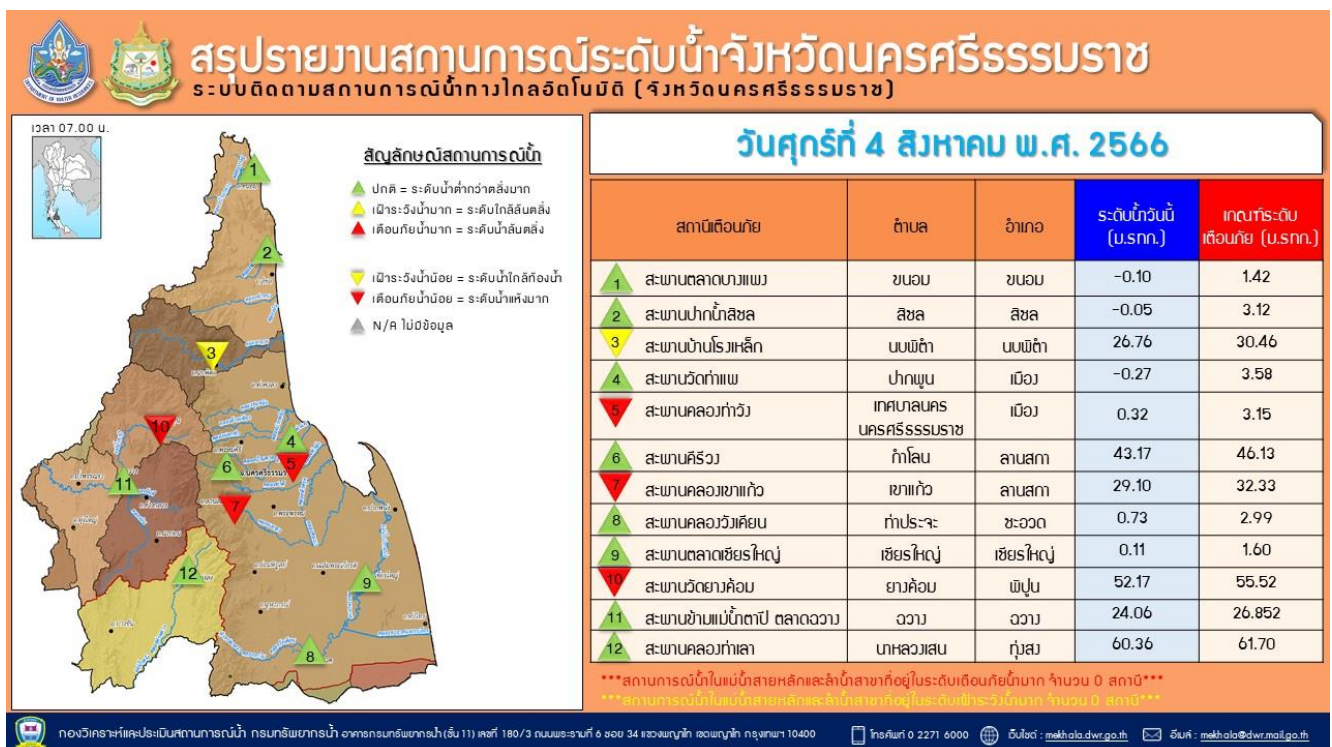 สรุปรายงานสถานการณ์ระดับน้ำจังหวัดนครศรีธรรมราช
ระบบติดตามสถานการณ์น้ำทางไกลอัตโนมัติ (จังหวัดนครศรีธรรมราช)
เวลา 07.00 น.
สัญลักษณ์สถานการณ์น้ำ
ปกติ = ระดับน้ำต่ำกว่าตลิ่งมาก
เฝ้าระวังน้ำมาก = ระดับใกล้ล้นตลิ่ง
เตือนภัยน้ำมาก = ระดับน้ำล้นตลิ่ง
เฝ้าระวังน้ำน้อย = ระดับน้ำใกล้ท้องน้ำ
เตือนภัยน้ำน้อย = ระดับน้ำแห้งมาก
N/A ไม่มีข้อมูล
1
2
3
10
4
5
6
11
7
12
9
8
วันศุกร์ที่ 4 สิงหาคม พ.ศ. 2566
สถานีเตือนภัย ตำบล อำเภอ ระดับน้ำวันนี้ (ม.รทก.) เกณฑ์ระดับเตือนภัย (ม.รทก.)
1 สะพานตลาดบางแพง ขนอม ขนอม -0.10 1.42
2 สะพานปากน้ำสิชล สิชล สิชล -0.05 3.12
3 สะพานบ้านโรงเหล็ก นบพิตำ นบพิตำ 26.76 30.46
4 สะพานวัดท่าแพ ปากพูน เมือง -0.27 3.58
5 สะพานคลองท่าวัง เทศบาลนครนครศรีธรรมราช เมือง 0.32 3.15
6 สะพานคีรีวง กำโลน ลานสกา 43.17 46.13
7 สะพานคลองเขาแก้ว เขาแก้ว ลานสกา 29.10 32.33
8 สะพานคลองวังเคียน ท่าประจะ ชะอวด 0.73 2.99
9 สะพานตลาดเชียรใหญ่ เชียรใหญ่ เชียรใหญ่ 0.11 1.60
10 สะพานวัดยางค้อม ยางค้อม พิปูน 52.17 55.52
11 สะพานข้ามแม่น้ำตาปี ตลาดฉวาง ฉวาง ฉวาง 24.06 26.852
12 สะพานคลองท่าเลา นาหลวงเสน ทุ่งสง 60.36 61.70
***สถานการณ์น้ำในแม่น้ำสายหลักและลำน้ำสาขาที่อยู่ในระดับเตือนภัยน้ำมาก จำนวน 0 สถานี***
***สถานการณ์น้ำในแม่น้ำสายหลักและลำน้ำสาขาที่อยู่ในระดับเฝ้าระวังน้ำมาก จำนวน 0 สถานี***
กองวิเคราะห์และประเมินสถานการณ์น้ำ กรมทรัพยากรน้ำ อาคารกรมทรัพยากรน้ำ (ชั้น 11) เลขที่ 180/3 ถนนพระรามที่ 6 ซอย 34 แขวงพญาไท เขตพญาไท กรุงเทพฯ 10400 โทรศัพท์ 0 2271 6000 เว็บไซต์ : mekhala.dwr.go.th อีเมล์ : mekhala@dwr.mail.go.th